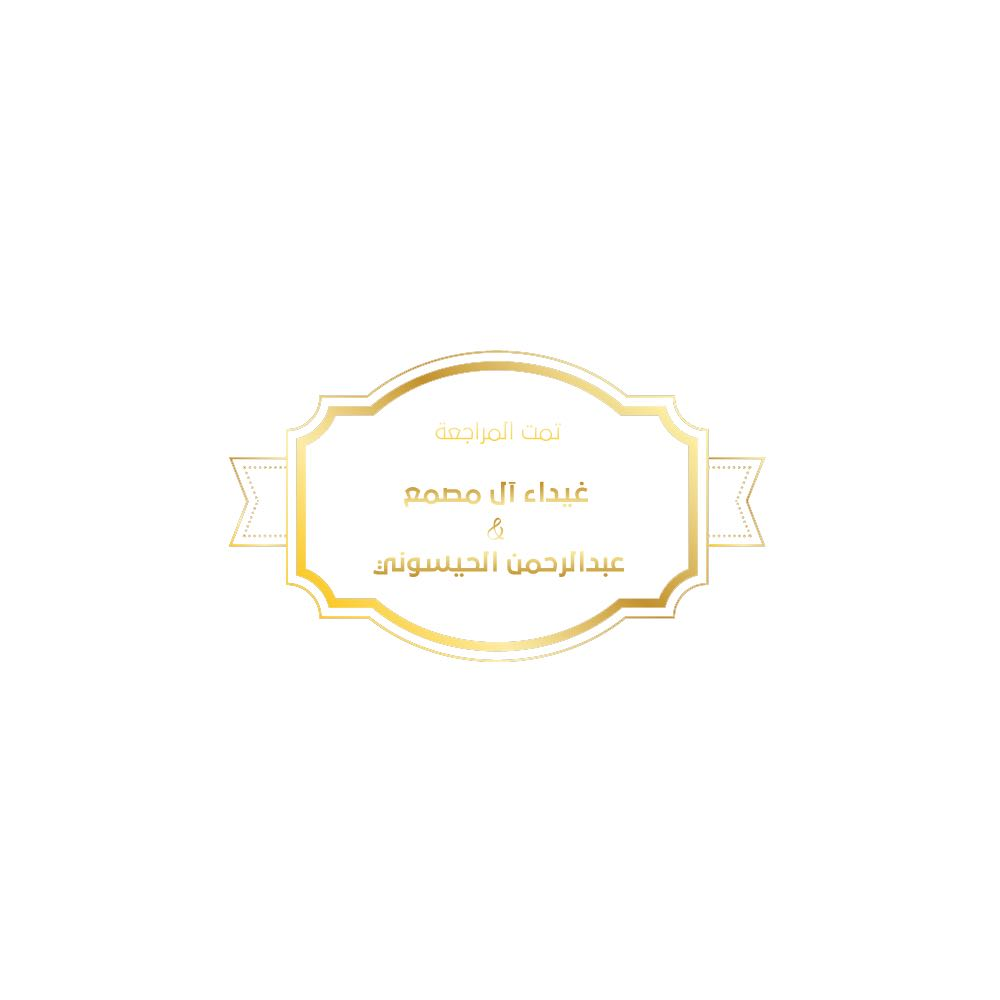 تمت المراجعة
غيداء آل مصمع
&
عبدالرحمن الحيسوني